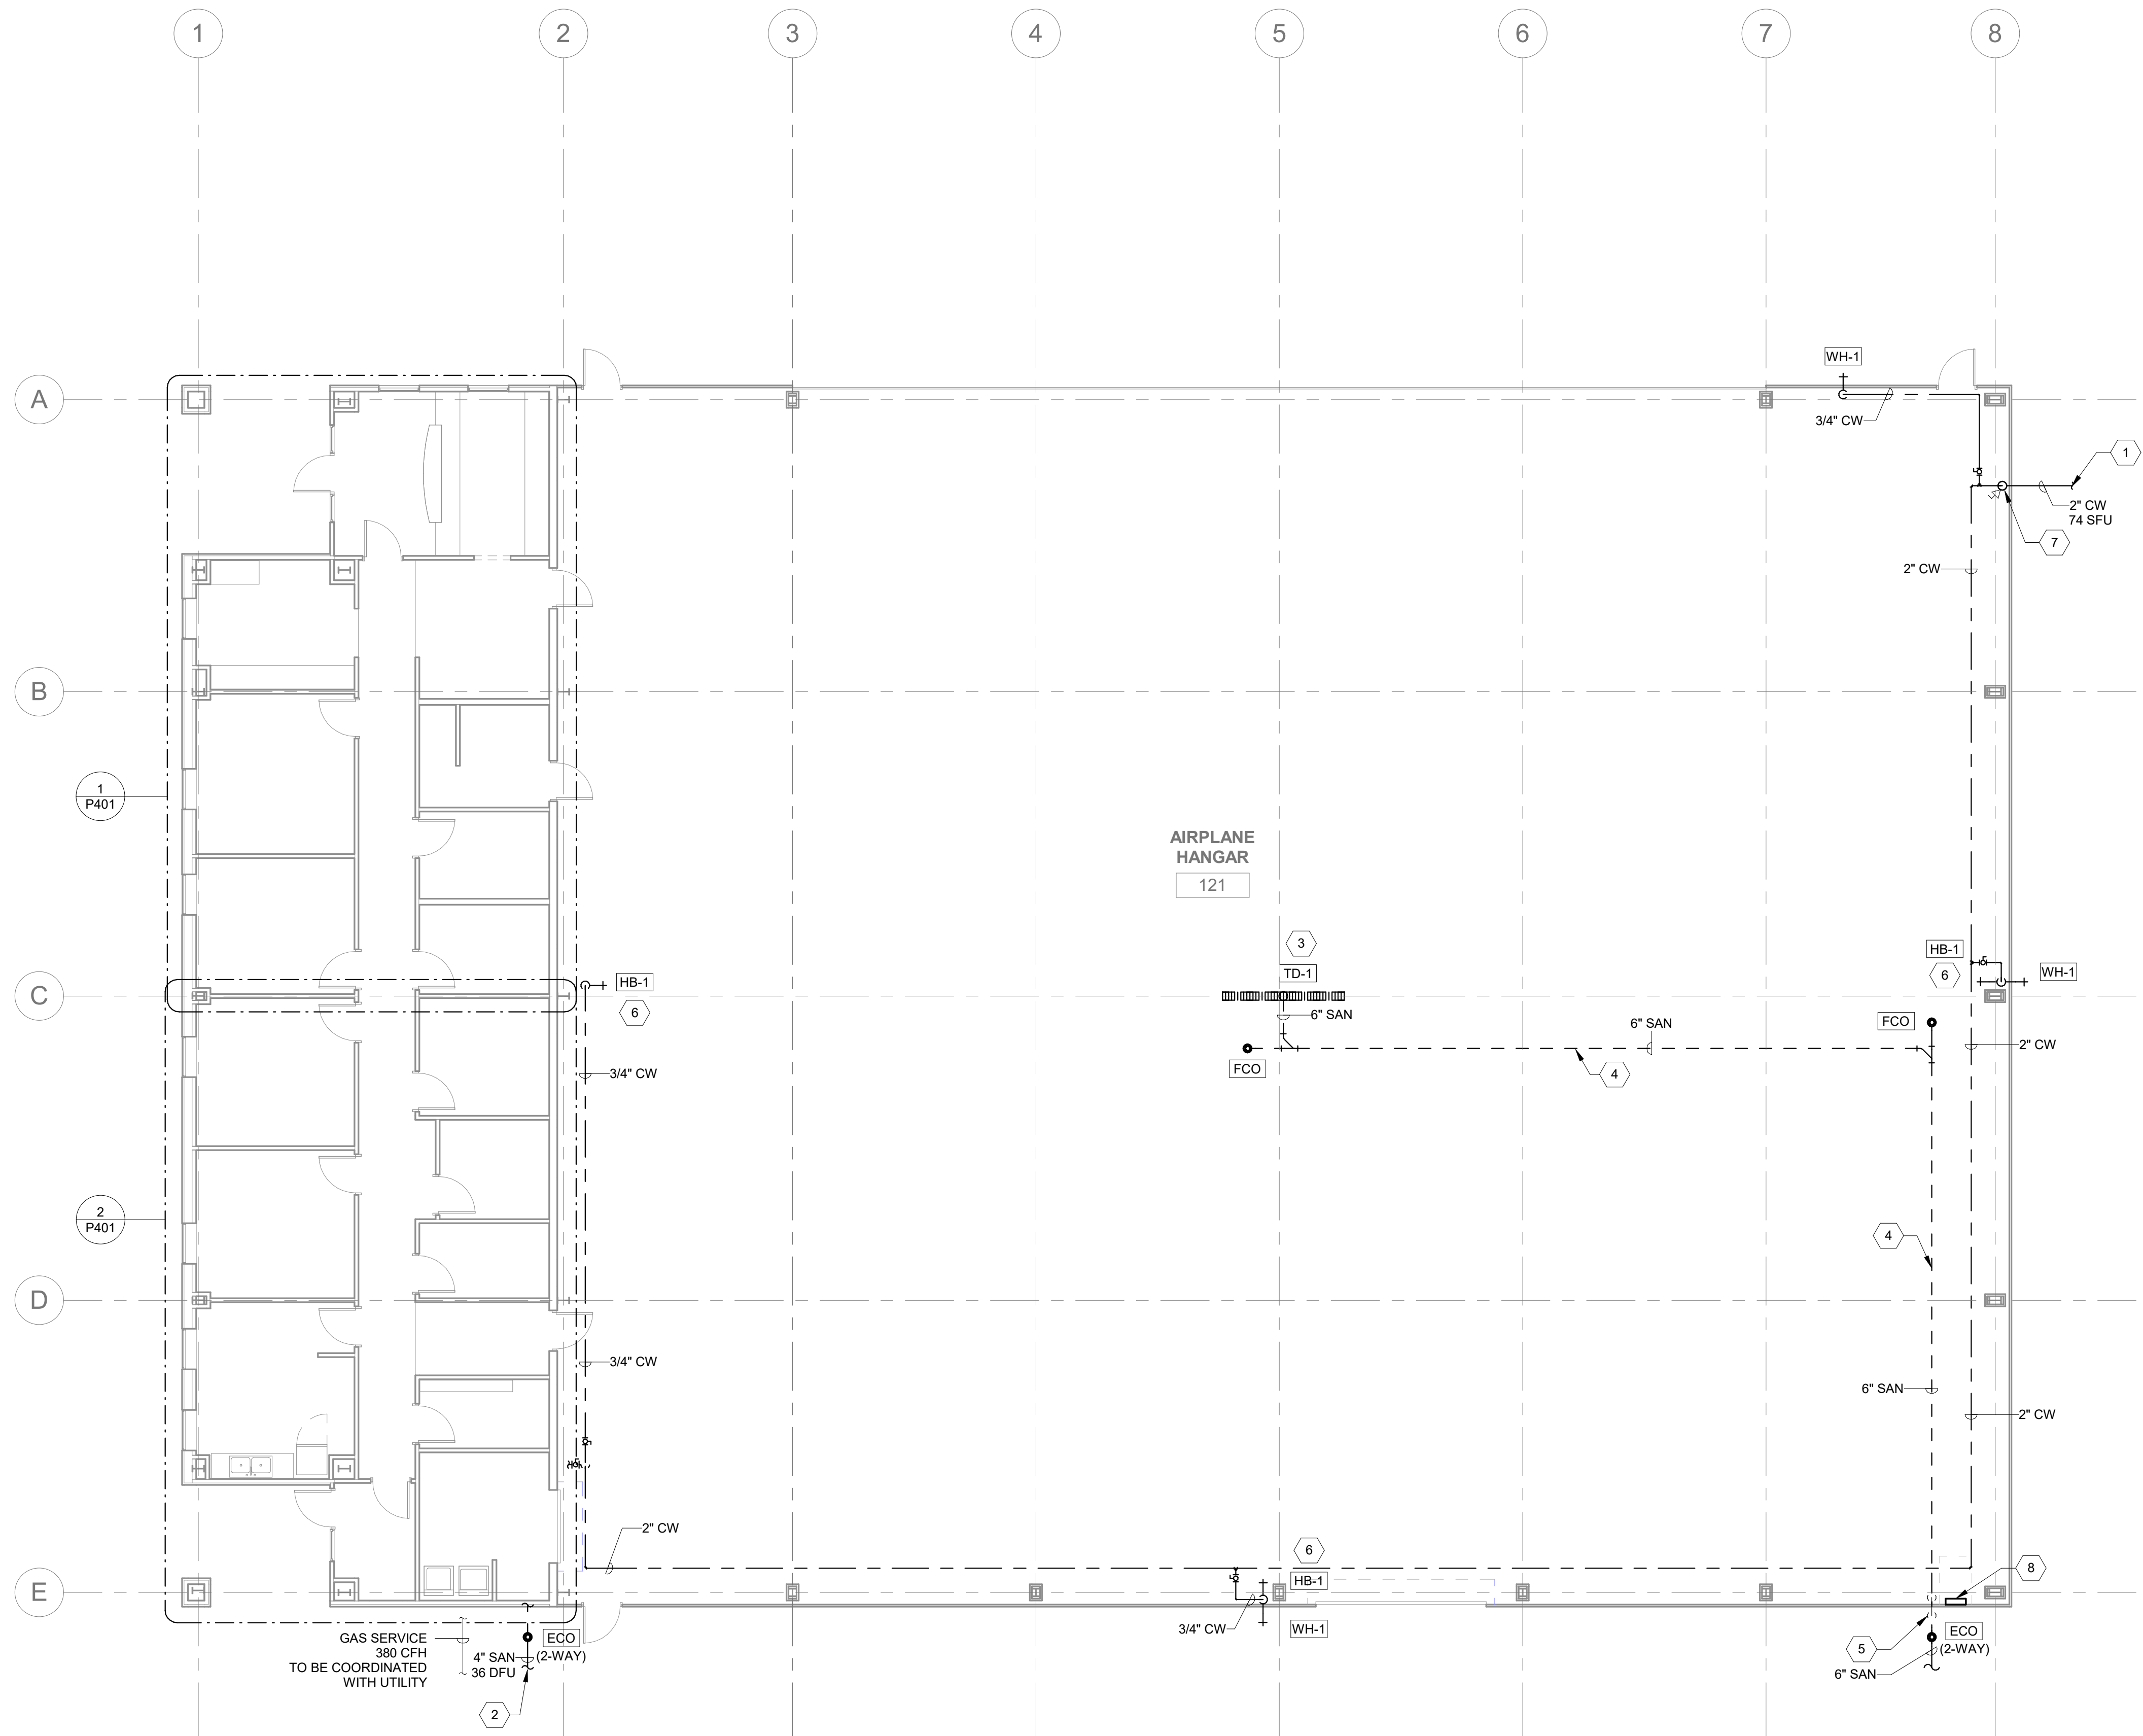 1
2
3
4
5
6
7
8
WH-1
A
3/4" CW
1
2" CW
74 SFU
7
2" CW
B
1
P401
AIRPLANE
HANGAR
121
3
HB-1
TD-1
WH-1
6
HB-1
C
6
6" SAN
6" SAN
FCO
2" CW
FCO
4
3/4" CW
2
P401
4
D
3/4" CW
6" SAN
2" CW
2" CW
6
HB-1
8
E
3/4" CW
WH-1
GAS SERVICE
380 CFH
TO BE COORDINATED
WITH UTILITY
4" SAN
36 DFU
ECO
(2-WAY)
2
5
ECO
(2-WAY)
6" SAN